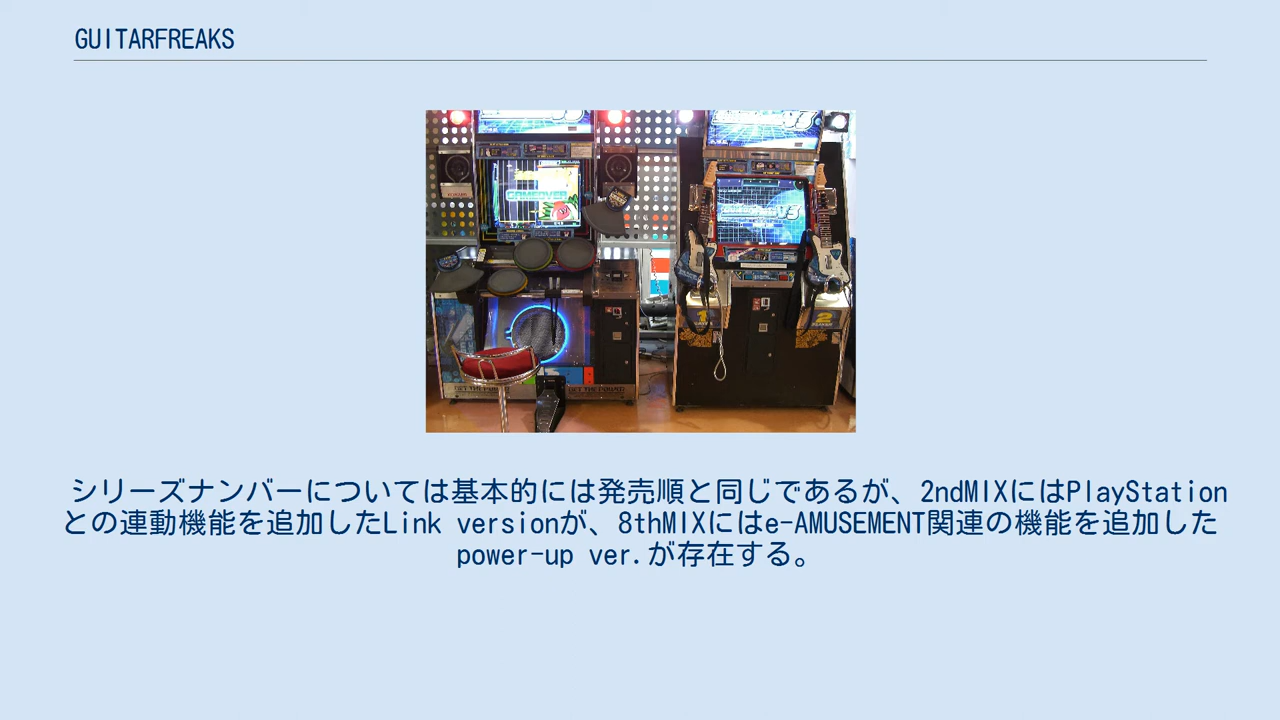 GUITARFREAKS
GAMEOVER
V3
V3
1
2
シリーズナンバーについては基本的には発売順と同じであるが、2ndMIXにはPlayStation
との連動機能を追加したLink versionが、8thMIXにはe-AMUSEMENT関連の機能を追加した
power-up ver.が存在する。